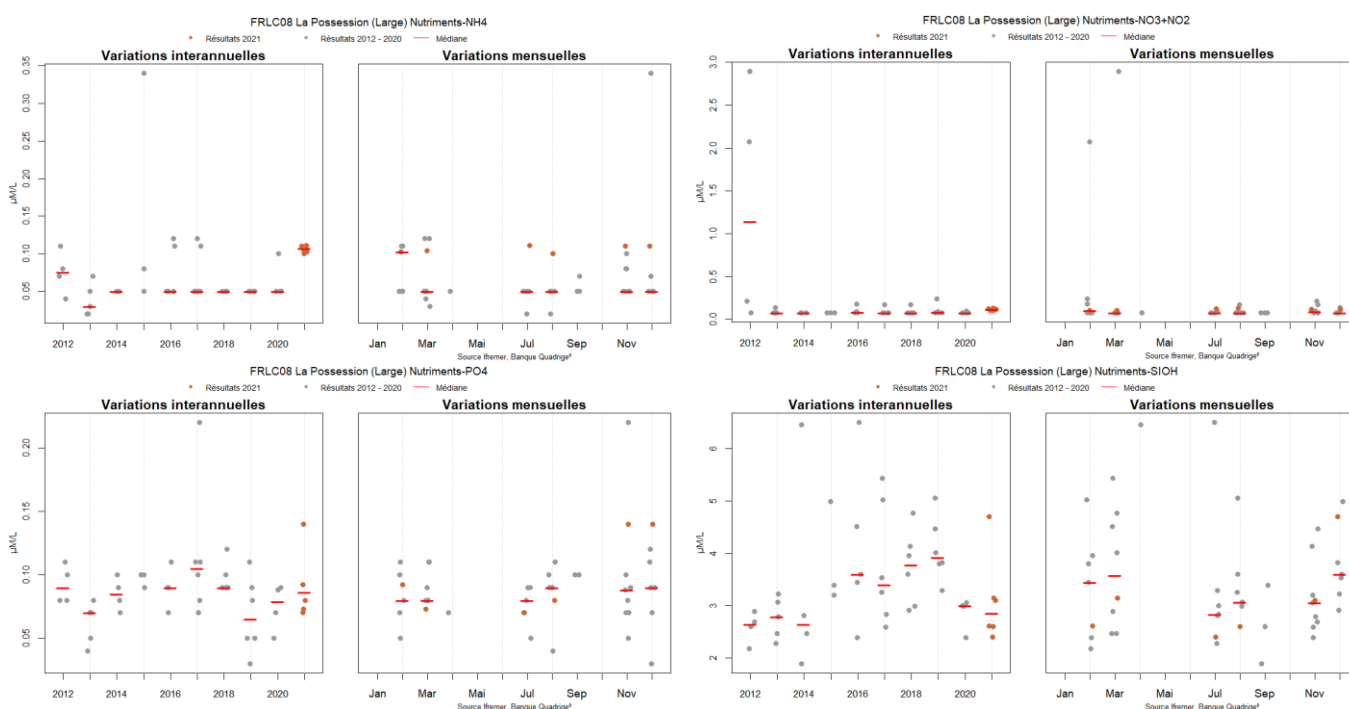 FRLC08 La Possession (Large) Nutriments-NH4
Résultats 2021 Résultats 2012 - 2020 Médiane
Variations interannuelles Variations mensuelles
µM/L
0.35
0.30
0.25
0.20
0.15
0.10
0.05
2012 2014 2016 2018 2020 Jan Mar Mai Jul Sep Nov
Source Ifremer, Banque Quadrige²
FRLC08 La Possession (Large) Nutriments-NO3+NO2
Résultats 2021 Résultats 2012 - 2020 Médiane
Variations interannuelles Variations mensuelles
µM/L
3.0
2.5
2.0
1.5
1.0
0.5
0.0
2012 2014 2016 2018 2020 Jan Mar Mai Jul Sep Nov
Source Ifremer, Banque Quadrige²
FRLC08 La Possession (Large) Nutriments-PO4
Résultats 2021 Résultats 2012 - 2020 Médiane
Variations interannuelles Variations mensuelles
µM/L
0.20
0.15
0.10
0.05
2012 2014 2016 2018 2020 Jan Mar Mai Jul Sep Nov
Source Ifremer, Banque Quadrige²
FRLC08 La Possession (Large) Nutriments-SIOH
Résultats 2021 Résultats 2012 - 2020 Médiane
Variations interannuelles Variations mensuelles
µM/L
6
5
4
3
2
2012 2014 2016 2018 2020 Jan Mar Mai Jul Sep Nov
Source Ifremer, Banque Quadrige²